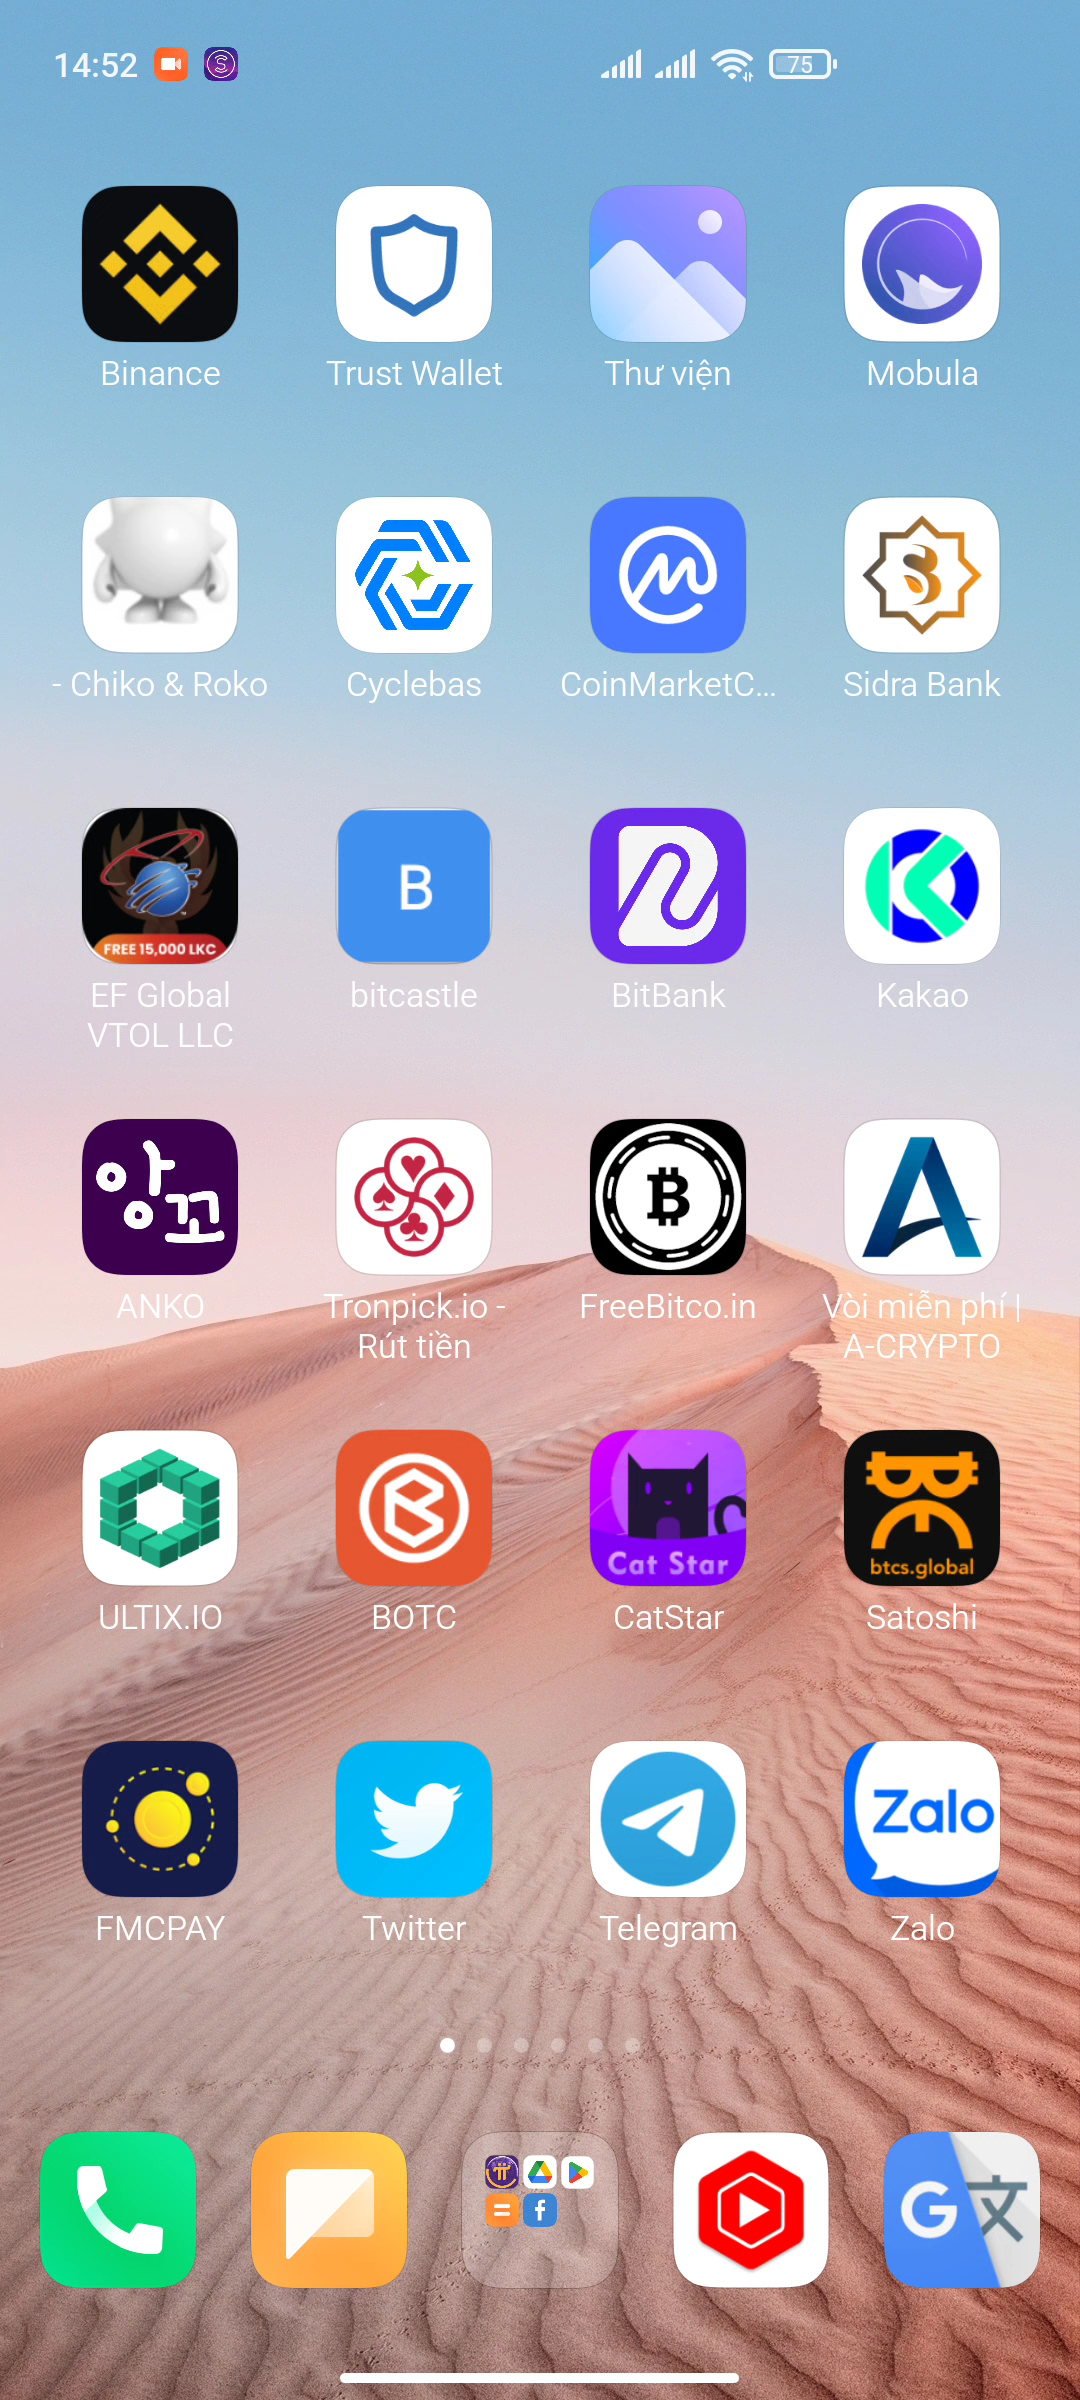 14:52
75
Binance
Trust Wallet
Thư viện
Mobula
- Chiko & Roko
Cyclebas
CoinMarketC...
Sidra Bank
FREE 15,000 LKC
B
EF Global
VTOL LLC
bitcastle
BitBank
Kakao
앙꼬
ANKO
Tronpick.io -
Rút tiền
FreeBitco.in
Vòi miễn phí |
A-CRYPTO
Cat Star
btcs.global
ULTIX.IO
BOTC
CatStar
Satoshi
Zalo
FMCPAY
Twitter
Telegram
Zalo
G 文